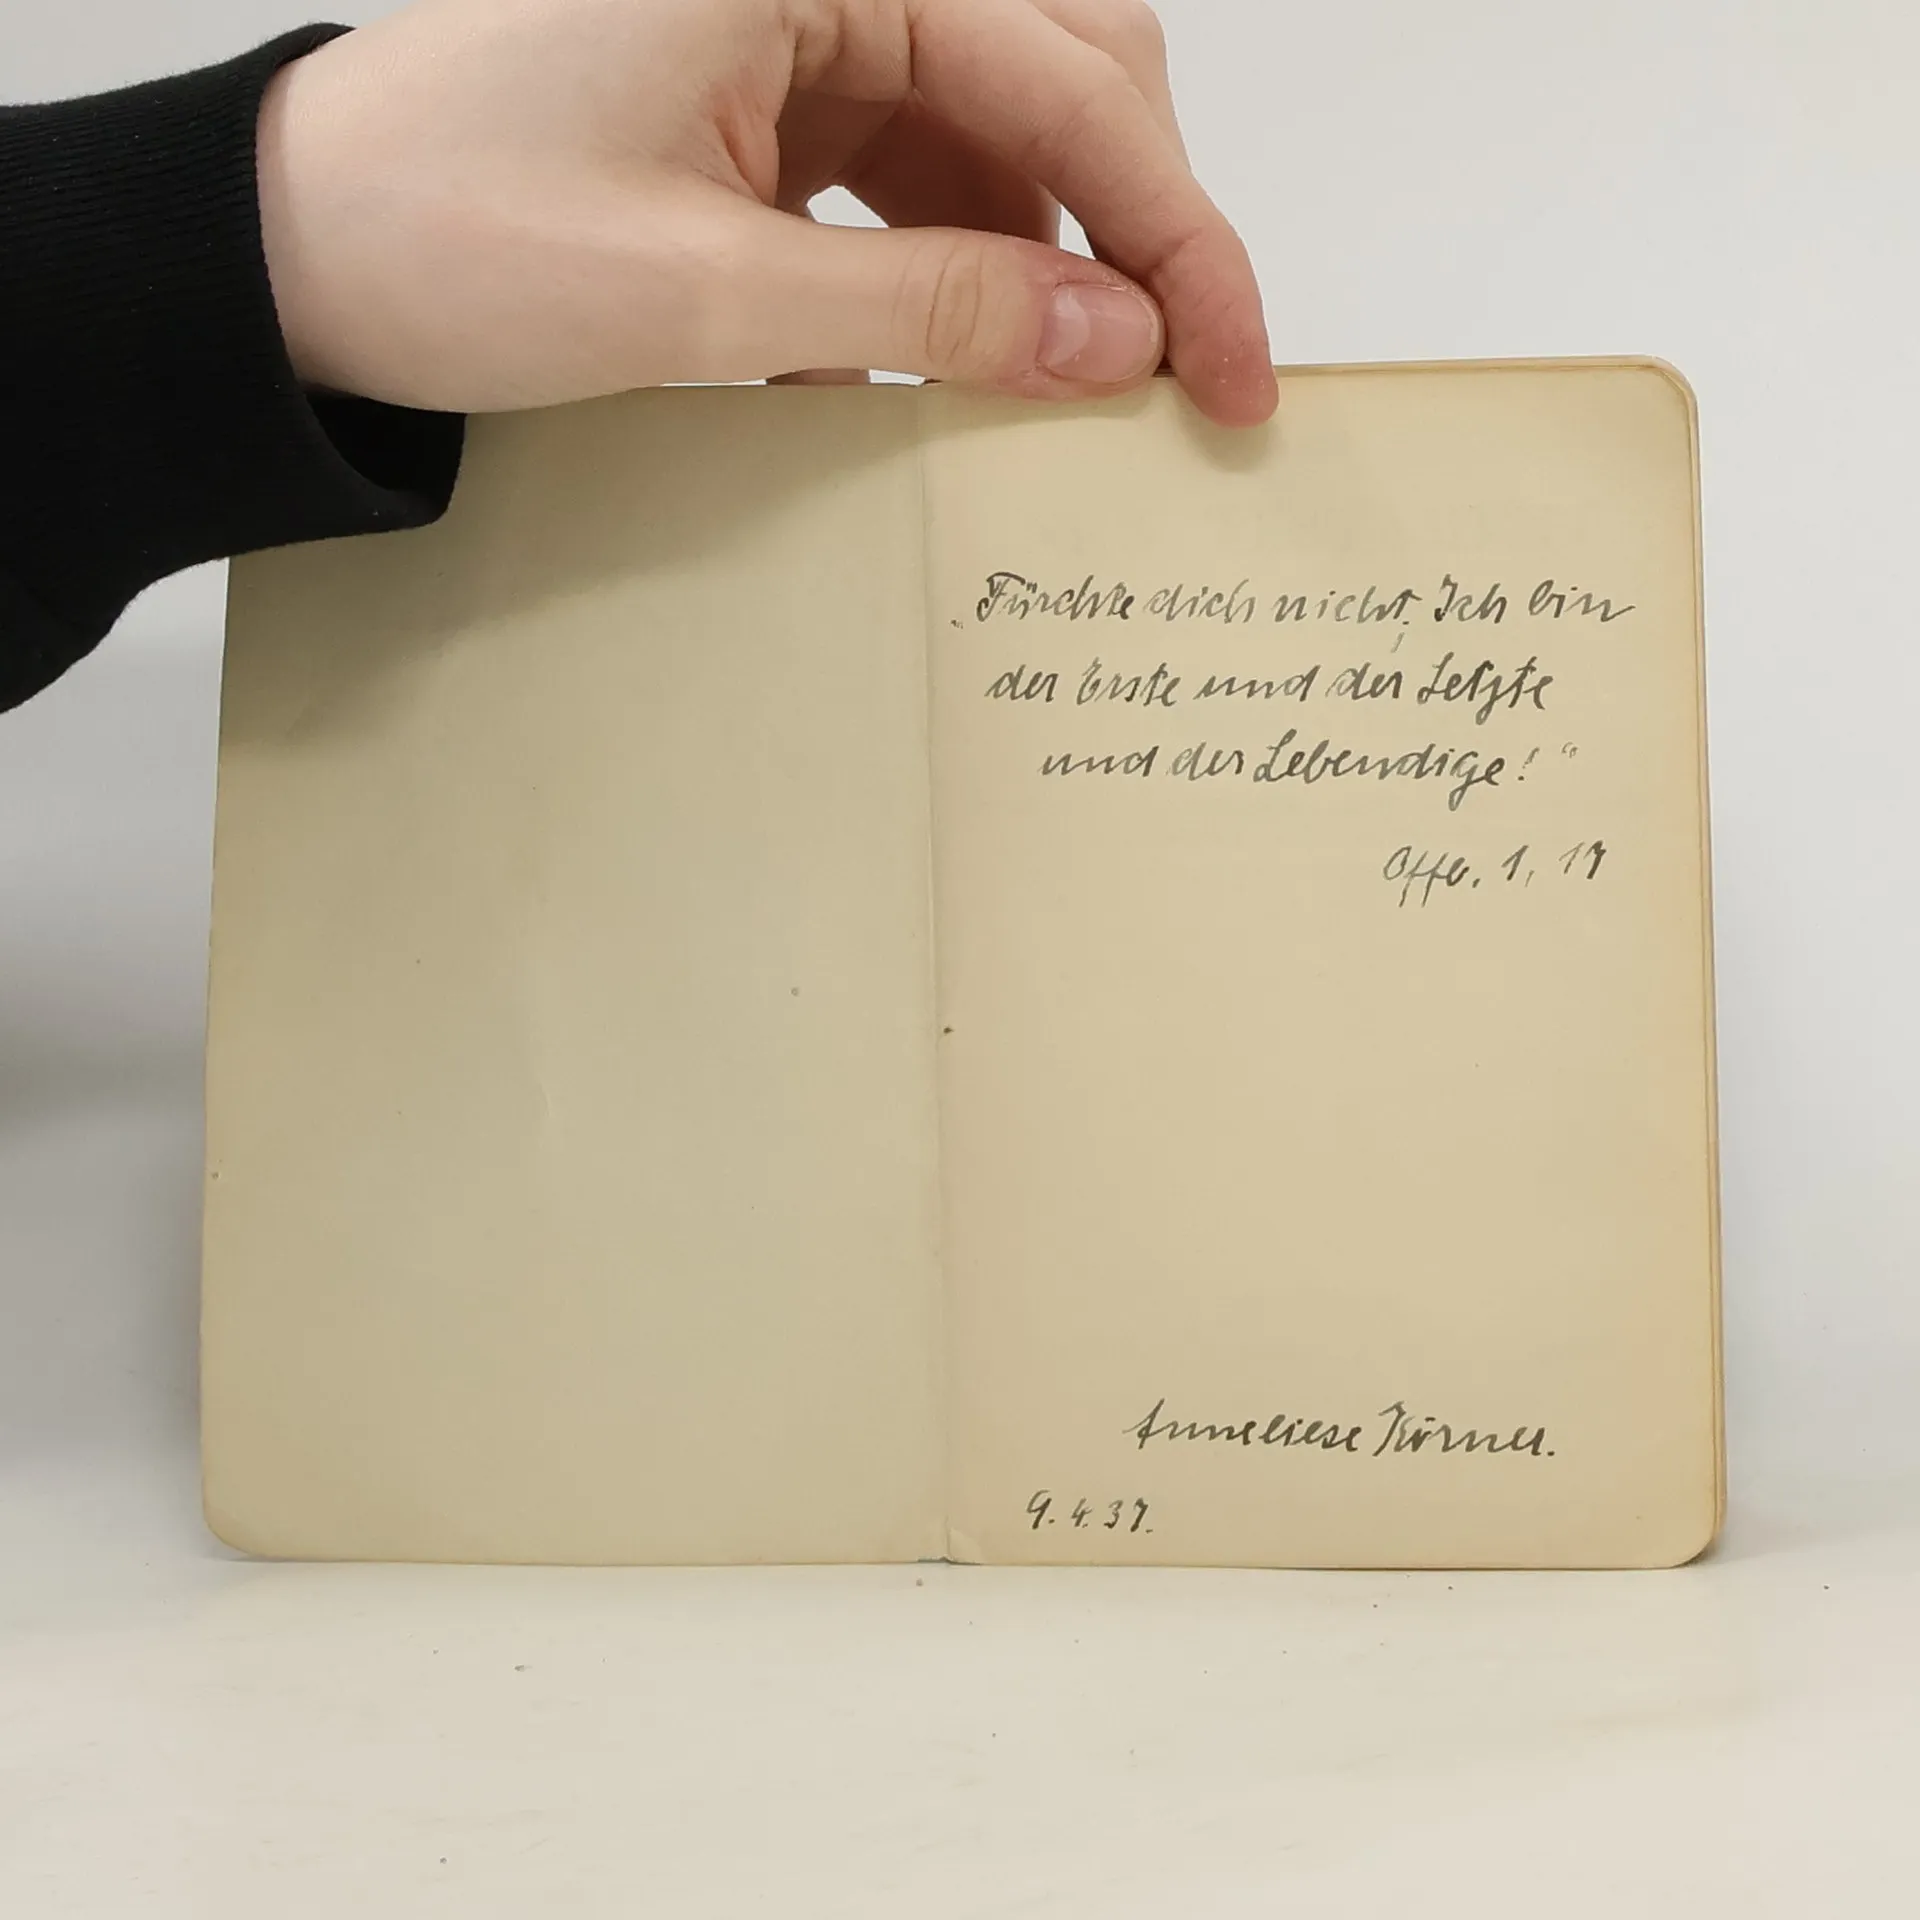 „Fürchte dich nicht, Ich bin
der Erste und der Letzte
und der Lebendige!“
Offb. 1, 17
Anneliese Körner.
9.4.37.